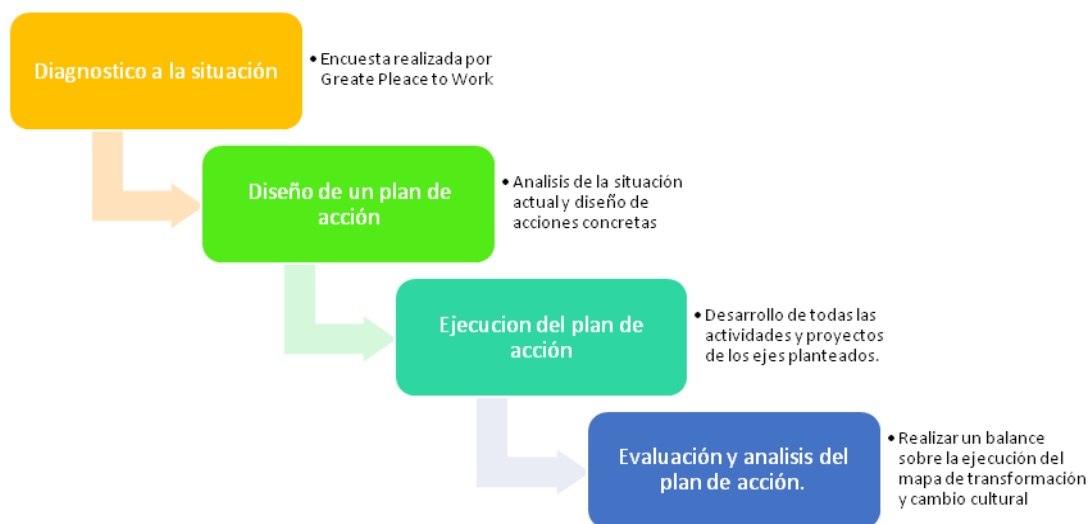 Diagnostico a la situación
• Encuesta realizada por
Greate Pleace to Work
Diseño de un plan de
acción
• Analisis de la situación
actual y diseño de
acciones concretas
Ejecucion del plan de
acción
• Desarrollo de todas las
actividades y proyectos
de los ejes planteados.
Evaluación y analisis del
plan de acción.
• Realizar un balance
sobre la ejecución del
mapa de transformación
y cambio cultural